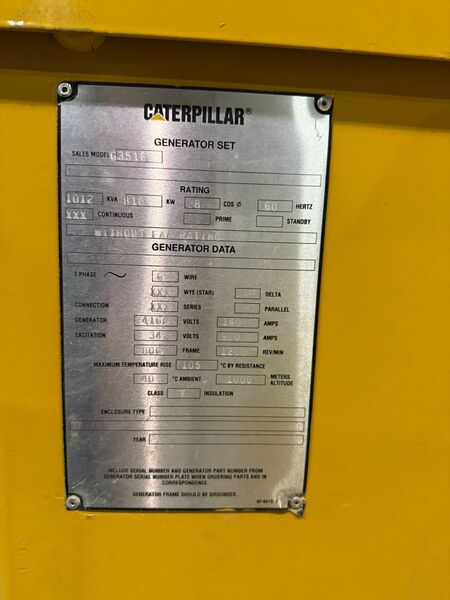 CATERPILLAR®
GENERATOR SET
SALES MODEL G3516
RATING
1012 KVA 810 KW .8 COS ϕ 60 HERTZ
XXX CONTINUOUS PRIME STANDBY
WITHOUT FAN RATING
GENERATOR DATA
3 PHASE ~ 6 WIRE
XXX WYE (STAR) DELTA
CONNECTION XXX SERIES PARALLEL
GENERATOR 4160 VOLTS 140 AMPS
EXCITATION 34 VOLTS AMPS
806 FRAME 1200 REV/MIN
MAXIMUM TEMPERATURE RISE 105 °C BY RESISTANCE
40 °C AMBIENT 1000 METERS ALTITUDE
CLASS F INSULATION
ENCLOSURE TYPE
YEAR
INCLUDE SERIAL NUMBER AND GENERATOR PART NUMBER FROM
GENERATOR SERIAL NUMBER PLATE WHEN ORDERING PARTS AND IN
CORRESPONDENCE.
GENERATOR FRAME SHOULD BE GROUNDED.